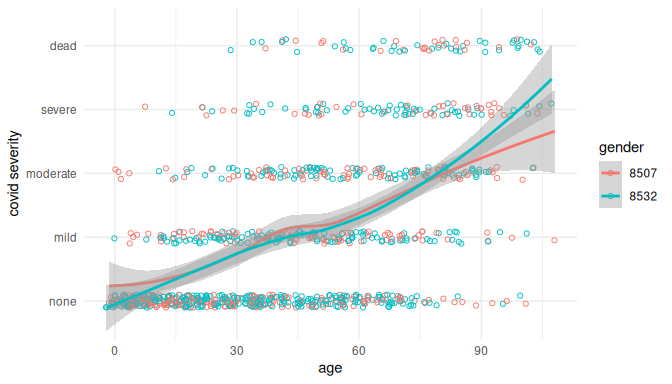 dead
severe
moderate
mild
none
covid severity
0
30
60
90
age
gender
8507
8532